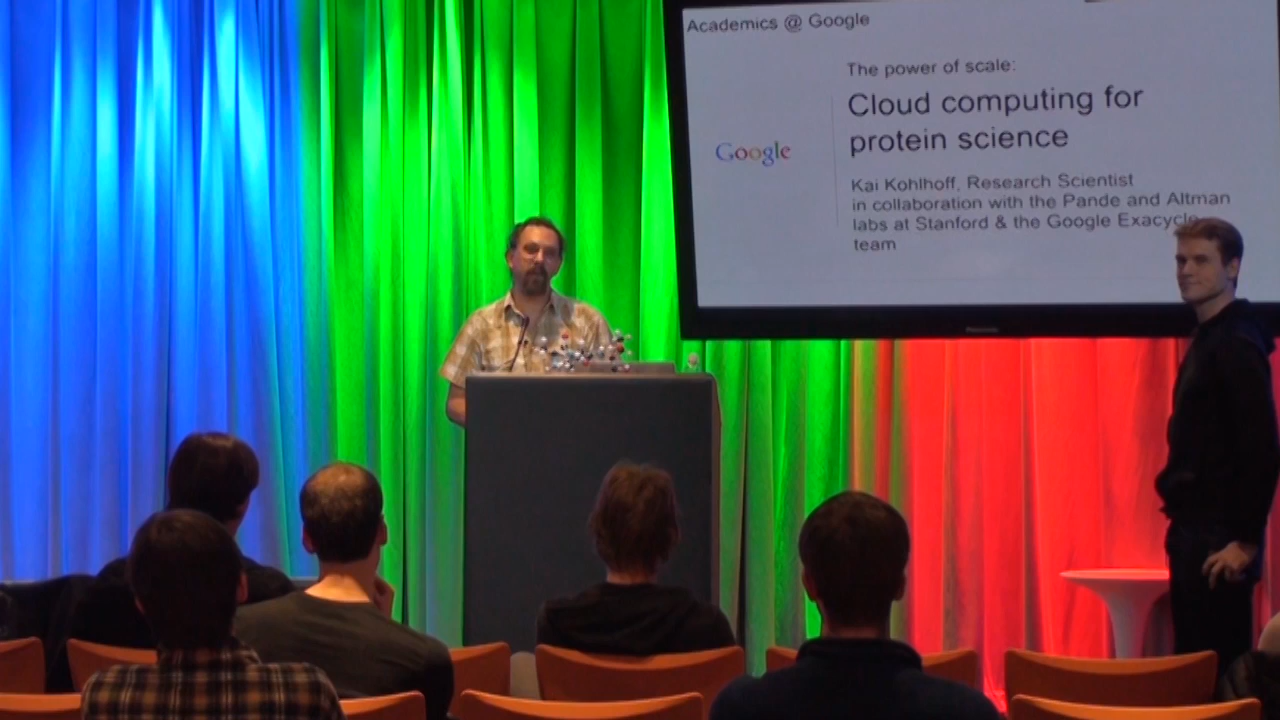 Academics @ Google
The power of scale:
Cloud computing for
protein science
Google
Kai Kohlhoff, Research Scientist
in collaboration with the Pande and Altman
labs at Stanford & the Google Exacycle
team
Panasonic